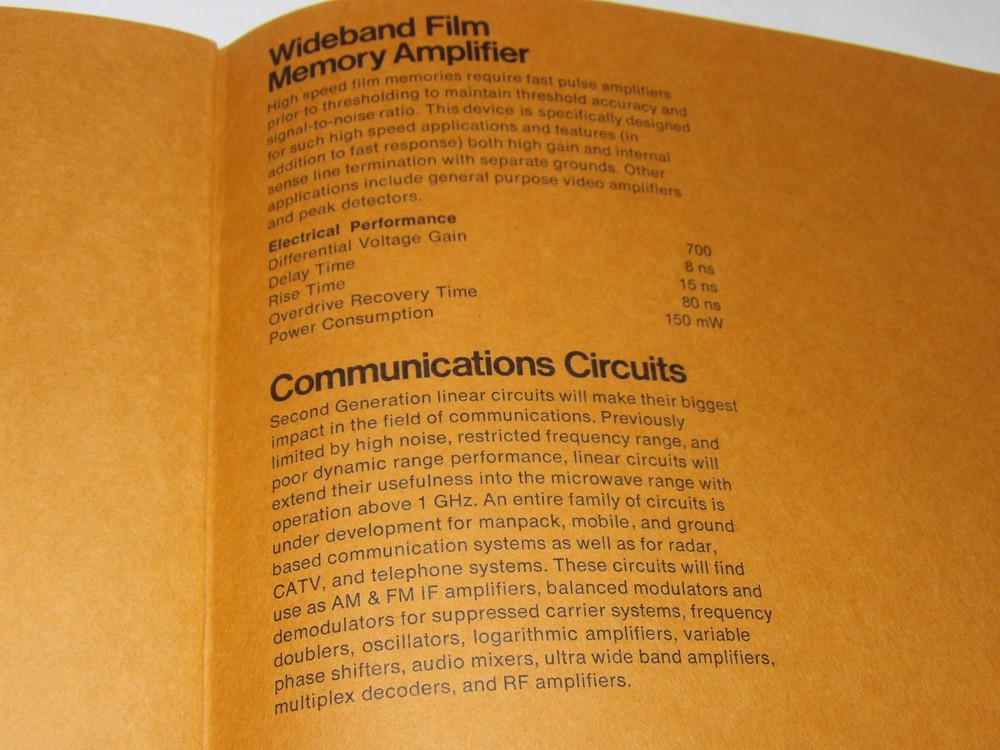 Wideband Film
Memory Amplifier
High speed film memories require fast pulse amplifiers
prior to thresholding to maintain threshold accuracy and
signal-to-noise ratio. This device is specifically designed
for such high speed applications and features (in
addition to fast response) both high gain and internal
sense line termination with separate grounds. Other
applications include general purpose video amplifiers
and peak detectors.
Electrical Performance
Differential Voltage Gain 700
Delay Time 8 ns
Rise Time 15 ns
Overdrive Recovery Time 80 ns
Power Consumption 150 mW
Communications Circuits
Second Generation linear circuits will make their biggest
impact in the field of communications. Previously
limited by high noise, restricted frequency range, and
poor dynamic range performance, linear circuits will
extend their usefulness into the microwave range with
operation above 1 GHz. An entire family of circuits is
under development for manpack, mobile, and ground
based communication systems as well as for radar,
CATV, and telephone systems. These circuits will find
use as AM & FM IF amplifiers, balanced modulators and
demodulators for suppressed carrier systems, frequency
doublers, oscillators, logarithmic amplifiers, variable
phase shifters, audio mixers, ultra wide band amplifiers,
multiplex decoders, and RF amplifiers.